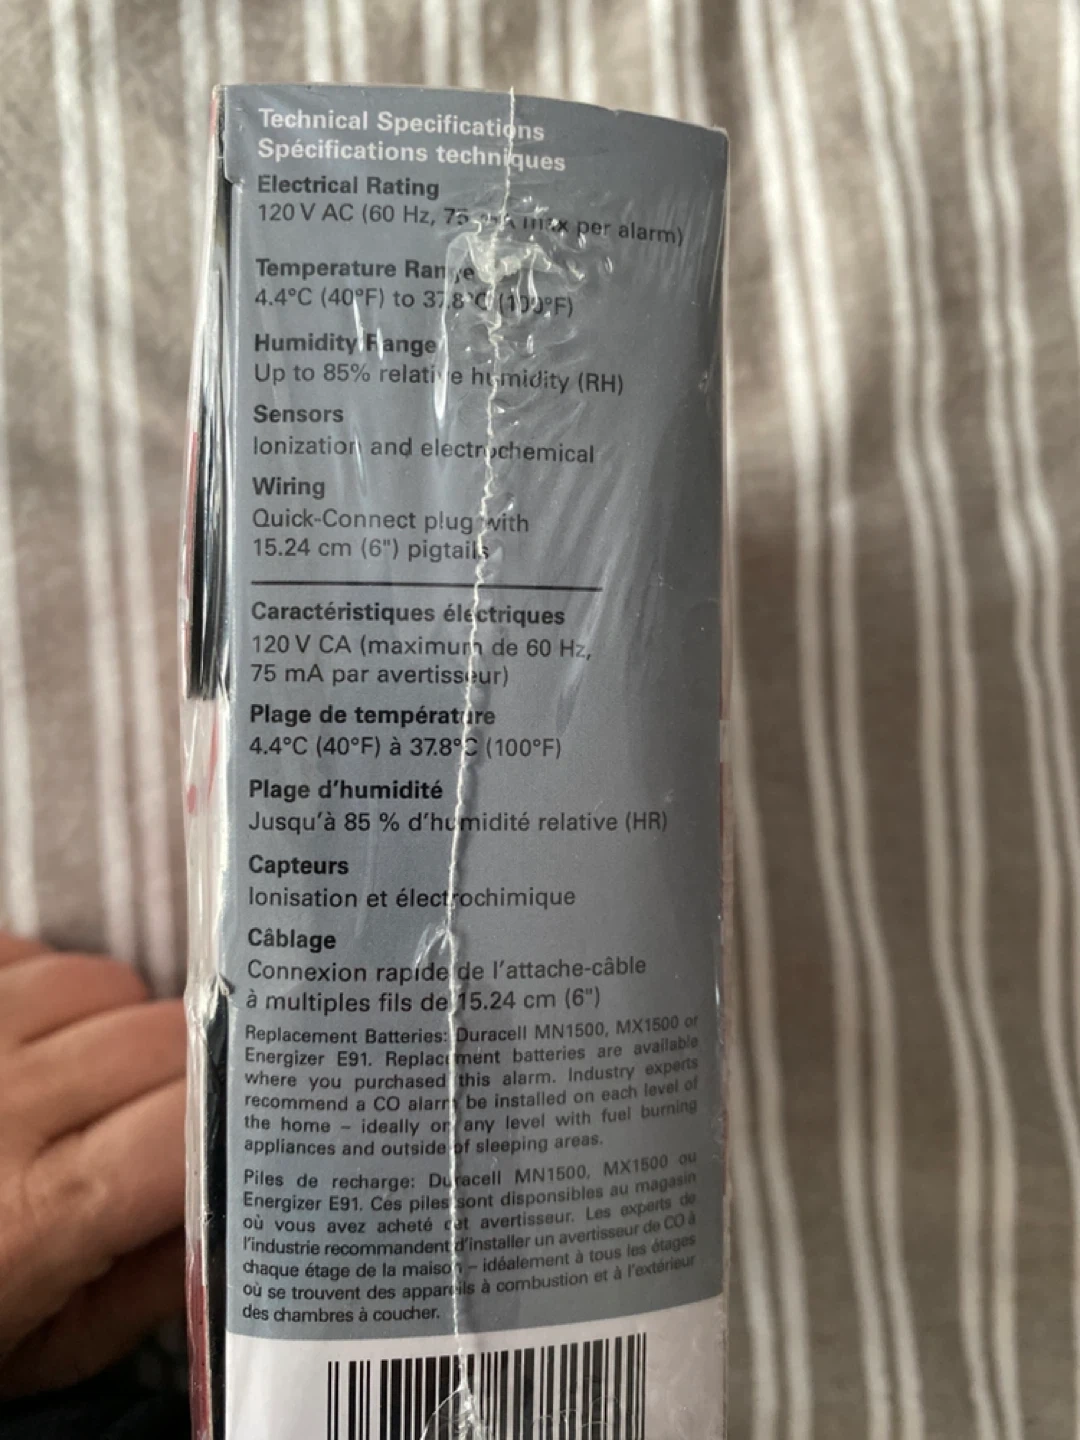 Technical Specifications
Spécifications techniques
Electrical Rating
120 V AC (60 Hz, 75 mA max per alarm)
Temperature Range
4.4°C (40°F) to 37.8°C (100°F)
Humidity Range
Up to 85% relative humidity (RH)
Sensors
Ionization and electrochemical
Wiring
Quick-Connect plug with
15.24 cm (6") pigtails
Caractéristiques électriques
120 V CA (maximum de 60 Hz,
75 mA par avertisseur)
Plage de température
4.4°C (40°F) à 37.8°C (100°F)
Plage d'humidité
Jusqu'à 85 % d'humidité relative (HR)
Capteurs
Ionisation et électrochimique
Câblage
Connexion rapide de l'attache-câble
à multiples fils de 15.24 cm (6")
Replacement Batteries: Duracell MN1500, MX1500 or
Energizer E91. Replacement batteries are available
where you purchased this alarm. Industry experts
recommend a CO alarm be installed on each level of
the home – ideally on any level with fuel burning
appliances and outside of sleeping areas.
Piles de recharge: Duracell MN1500, MX1500 ou
Energizer E91. Ces piles sont disponibles au magasin
où vous avez acheté cet avertisseur. Les experts de
l'industrie recommandent d'installer un avertisseur de CO à
chaque étage de la maison – idéalement à tous les étages
où se trouvent des appareils à combustion et à l'extérieur
des chambres à coucher.